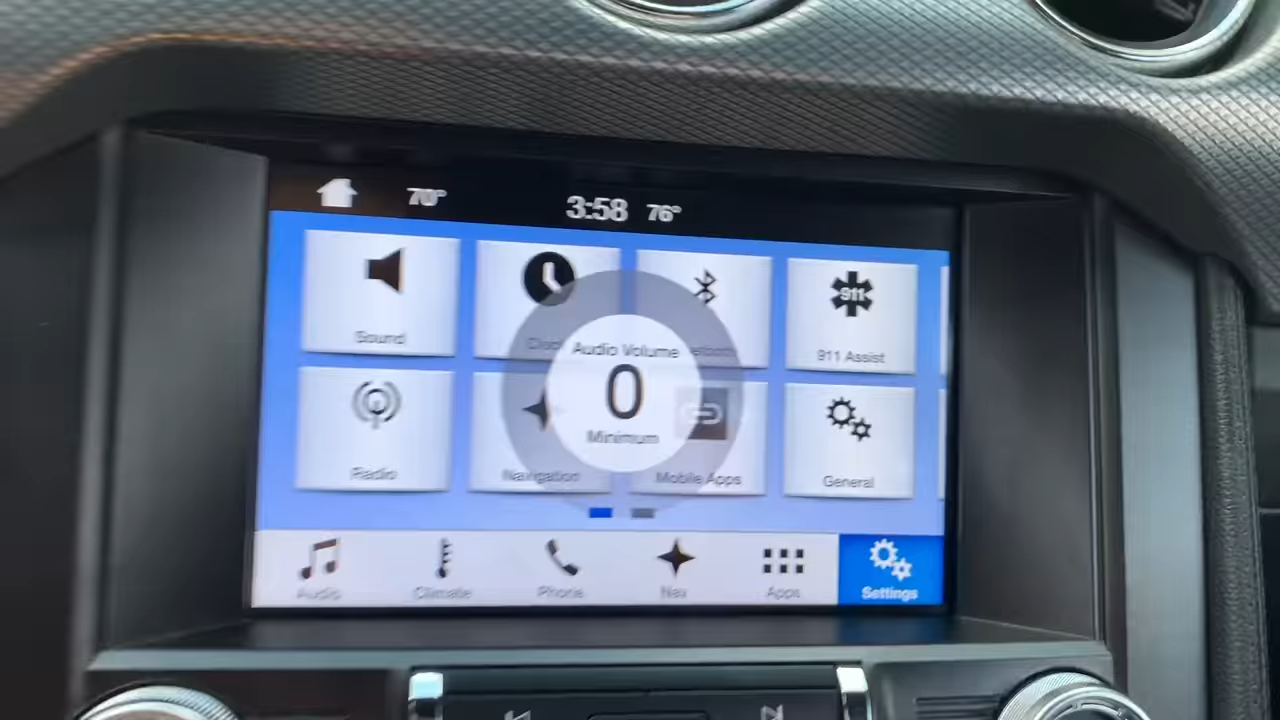 70°
3:58 76°
Sound
911
911 Assist
Audio Volume
0
Minimum
Radio
Navigation
Mobile Apps
General
Audio
Climate
Phone
Nav
Apps
Settings